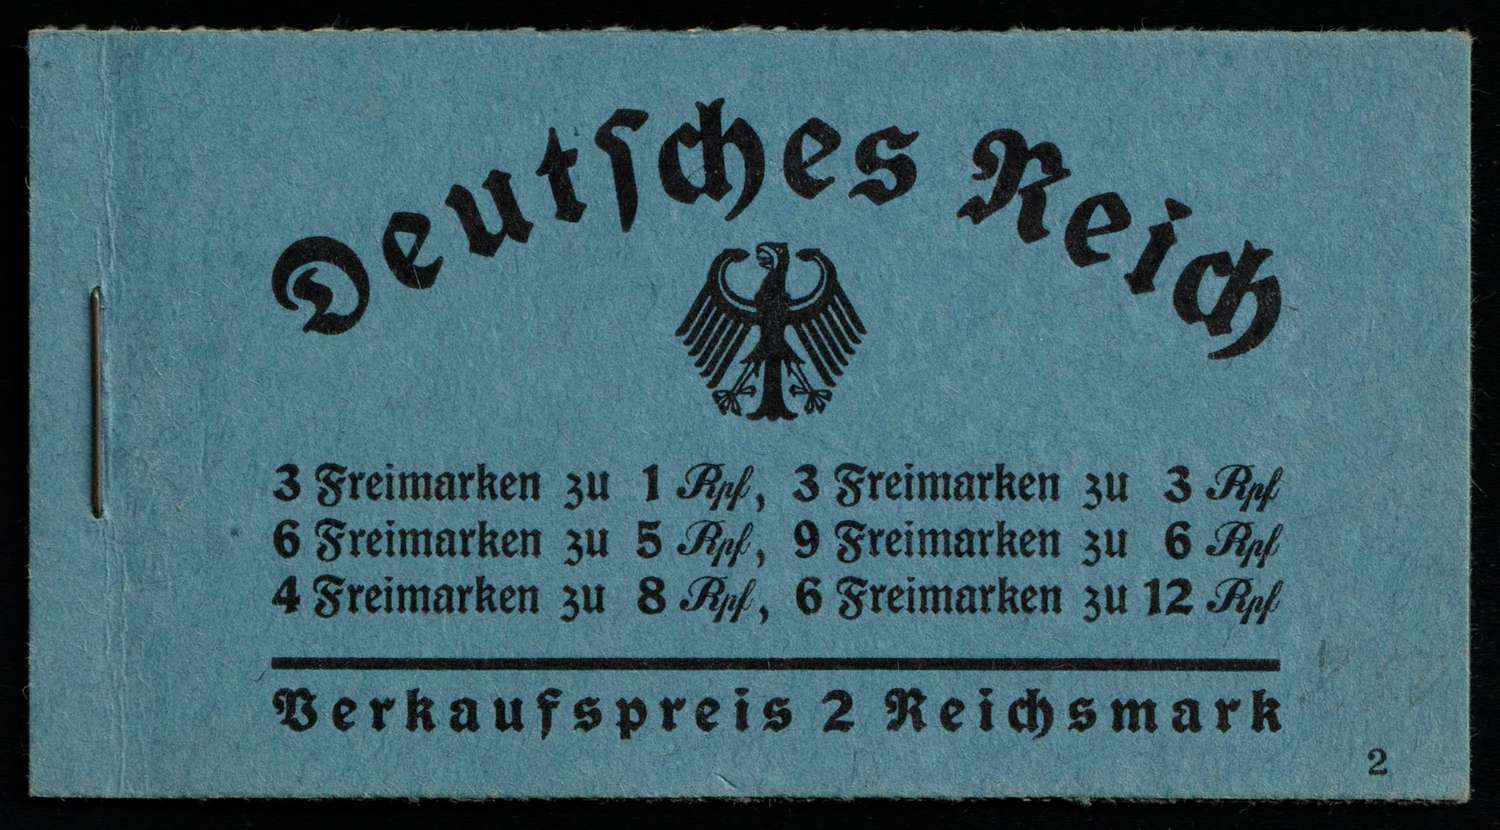 Deutsches Reich
3 Freimarken zu 1 Rpf, 3 Freimarken zu 3 Rpf
6 Freimarken zu 5 Rpf, 9 Freimarken zu 6 Rpf
4 Freimarken zu 8 Rpf, 6 Freimarken zu 12 Rpf
Verkaufspreis 2 Reichsmark
2